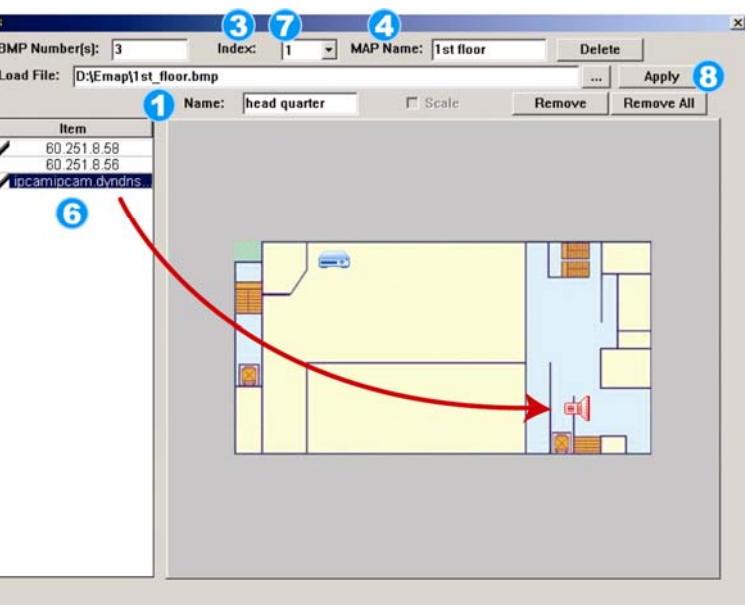 s
3 7 4
BMP Number(s): 3 Index: 1 MAP Name: 1st floor Delete
Load File: D:\Emap\1st_floor.bmp ... Apply 8
1 Name: head quarter Scale Remove Remove All
Item
60.251.8.58
60.251.8.56
ipcamipcam.dyndns...
6